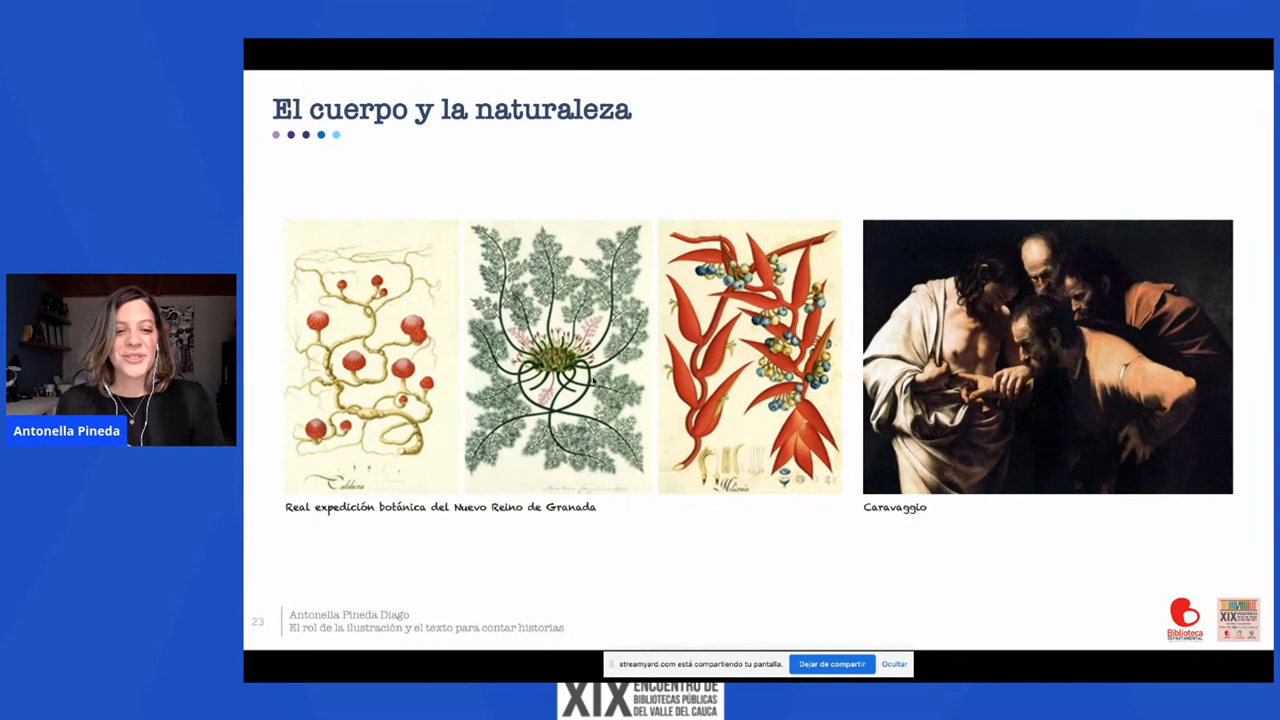 El cuerpo y la naturaleza
Antonella Pineda
Real expedición botánica del Nuevo Reino de Granada
Caravaggio
23
Antonella Pineda Diago
El rol de la ilustración y el texto para contar historias
Biblioteca
DEPARTAMENTAL
XIX
streamyard.com está compartiendo tu pantalla.
Dejar de compartir
Ocultar
XIX
ENCUENTRO DE
BIBLIOTECAS PÚBLICAS
DEL VALLE DEL CAUCA